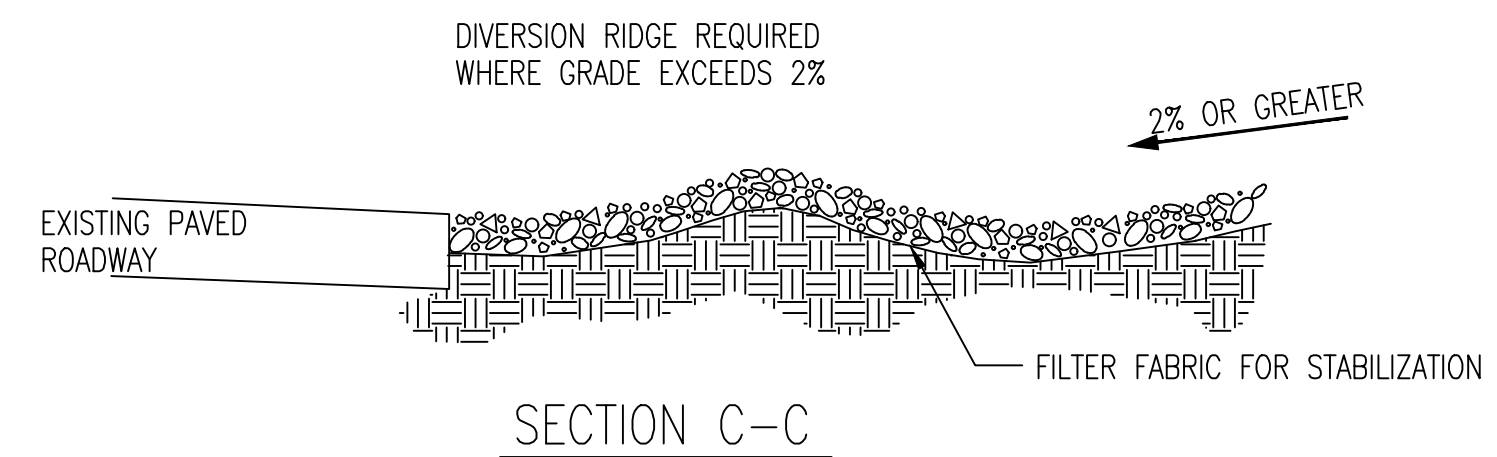 DIVERSION RIDGE REQUIRED
WHERE GRADE EXCEEDS 2%
2% OR GREATER
EXISTING PAVED
ROADWAY
FILTER FABRIC FOR STABILIZATION
SECTION C-C